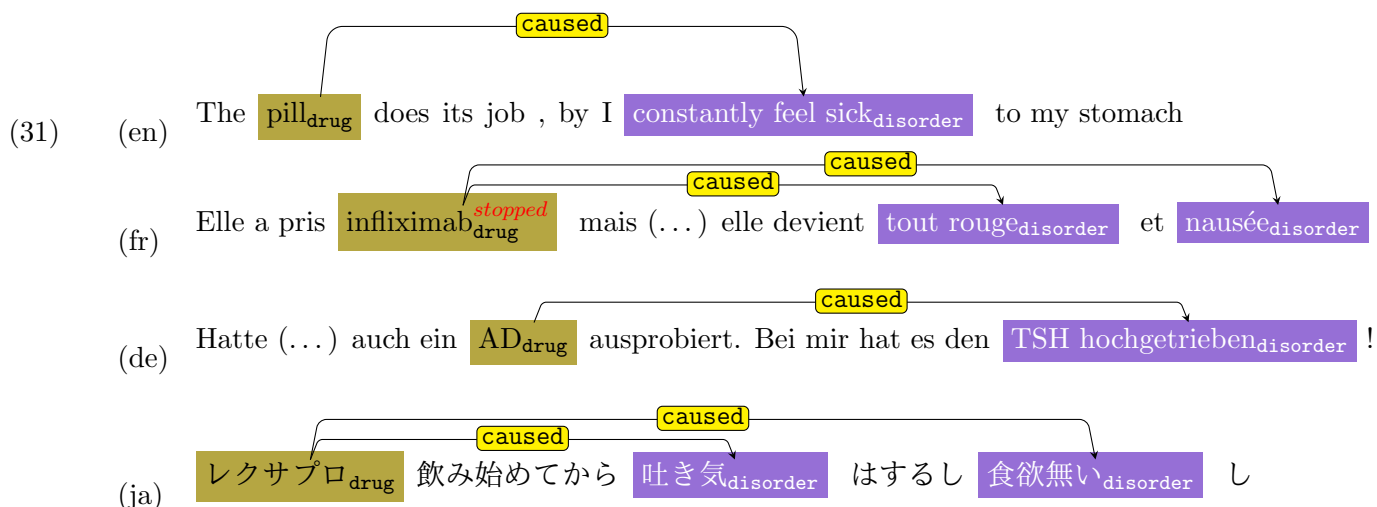 caused
(31) (en) The pill drug does its job , by I constantly feel sick disorder to my stomach
caused
caused
(fr) Elle a pris infliximab stopped drug mais (...) elle devient tout rouge disorder et nausée disorder
caused
(de) Hatte (...) auch ein AD drug ausprobiert. Bei mir hat es den TSH hochgetrieben disorder !
caused
caused
(ja) レクサプロ drug 飲み始めてから 吐き気 disorder はするし 食欲無い disorder し